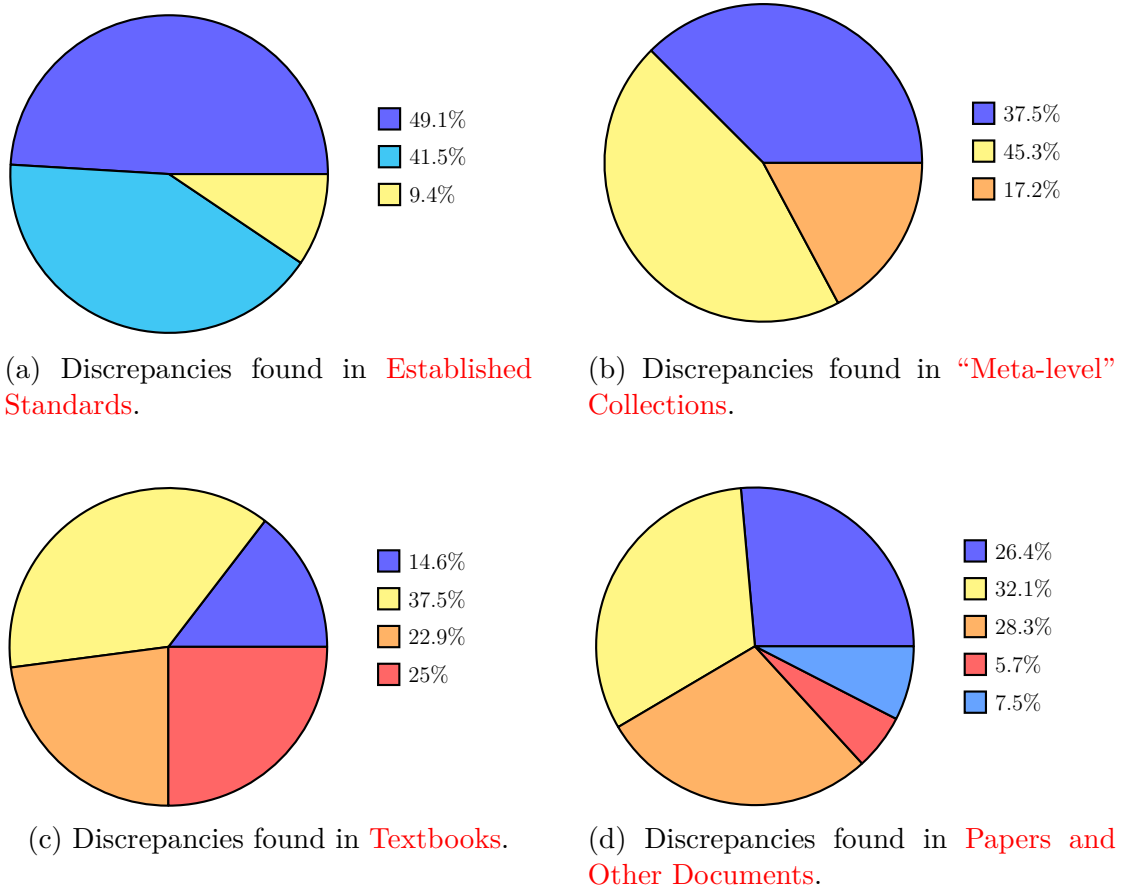 49.1%
41.5%
9.4%
37.5%
45.3%
17.2%
(a) Discrepancies found in Established
Standards.
(b) Discrepancies found in “Meta-level”
Collections.
14.6%
37.5%
22.9%
25%
26.4%
32.1%
28.3%
5.7%
7.5%
(c) Discrepancies found in Textbooks.
(d) Discrepancies found in Papers and
Other Documents.